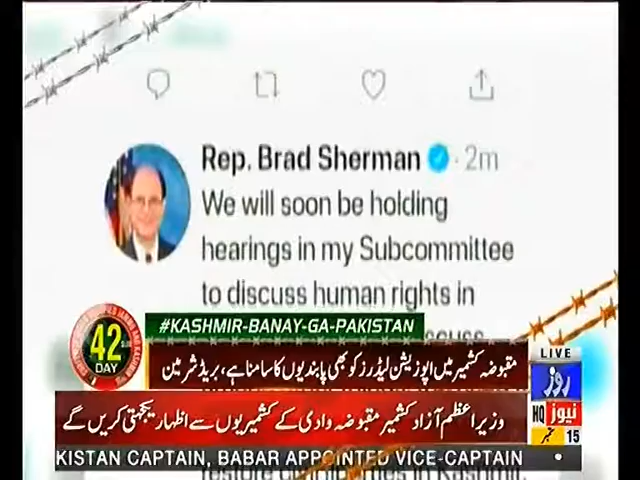 Rep. Brad Sherman · 2m
We will soon be holding
hearings in my Subcommittee
to discuss human rights in
42
DAY
#KASHMIR-BANAY-GA-PAKISTAN
مقبوضہ کشمیر میں اپوزیشن لیڈرز کو بھی پابندیوں کا سامنا ہے، بریڈ شرمین
LIVE
روز
HQ نیوز
وزیراعظم آزاد کشمیر مقبوضہ وادی کے کشمیریوں سے اظہار یکجہتی کریں گے
15 ستمبر
KISTAN CAPTAIN, BABAR APPOINTED VICE-CAPTAIN
in Kashmir.